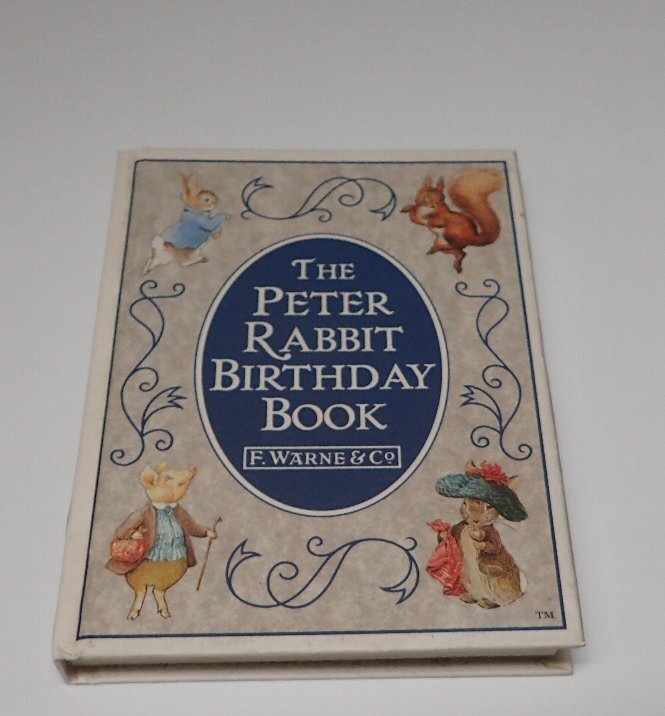 THE
PETER
RABBIT
BIRTHDAY
BOOK
F. WARNE & Co
TM